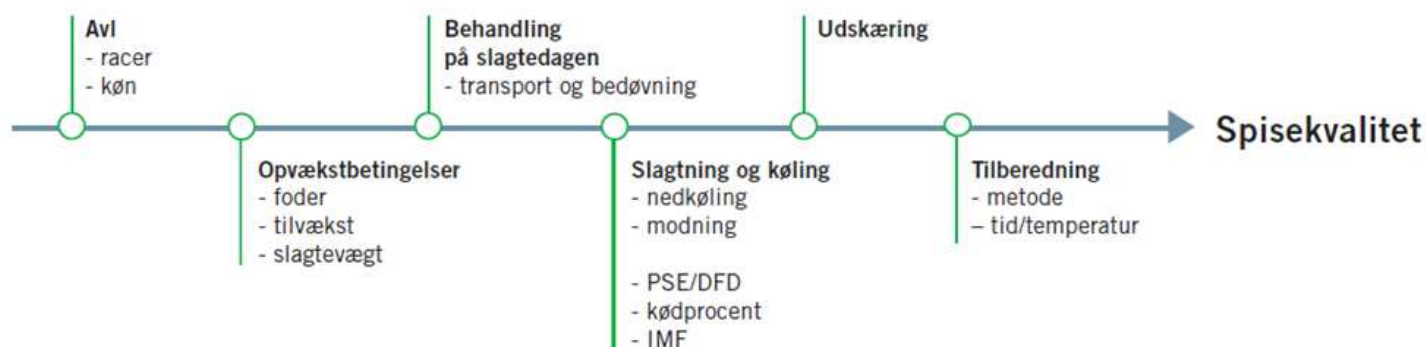 Avl
- racer
- køn
Opvækstbetingelser
- foder
- tilvækst
- slagtevægt
Behandling
på slagtedagen
- transport og bedøvning
Slagtning og køling
- nedkøling
- modning
- PSE/DFD
- kødprocent
- IMF
Udskæring
Tilberedning
- metode
– tid/temperatur
Spisekvalitet